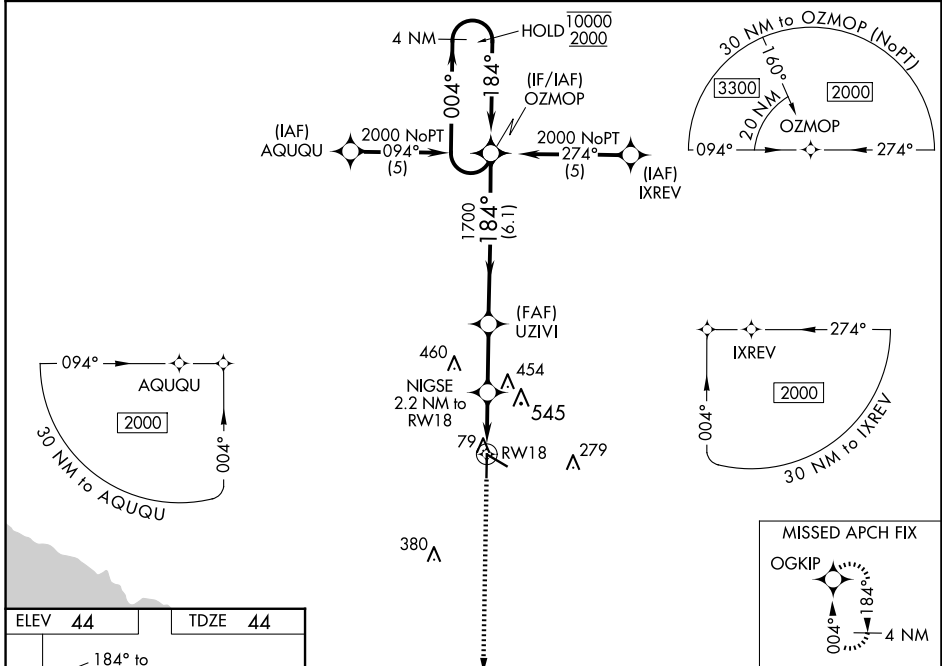 4 NM
HOLD 10000
2000
004°
184°
(IF/IAF)
OZMOP
(IAF)
AQUQU
2000 NoPT
094°
(5)
2000 NoPT
274°
(5)
(IAF)
IXREV
1700
184°
(6.1)
30 NM to OZMOP (NoPT)
160°
3300
2000
20 NM
OZMOP
094°
274°
(FAF)
UZIVI
460
454
NIGSE
2.2 NM to
RW18
545
79
RW18
279
380
094°
AQUQU
2000
004°
30 NM to AQUQU
274°
IXREV
2000
004°
30 NM to IXREV
MISSED APCH FIX
OGKIP
004°
184°
4 NM
ELEV 44
TDZE 44
184° to